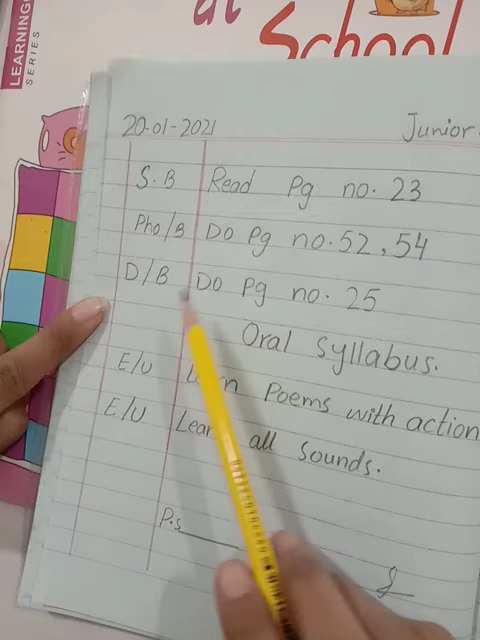 LEARNING
SERIES
at
School
20-01-2021 Junior
S.B Read Pg no. 23
Pho/B Do Pg no. 52, 54
D/B Do Pg no. 25
Oral Syllabus.
E/U Poems with action
E/U all sounds.
P.s